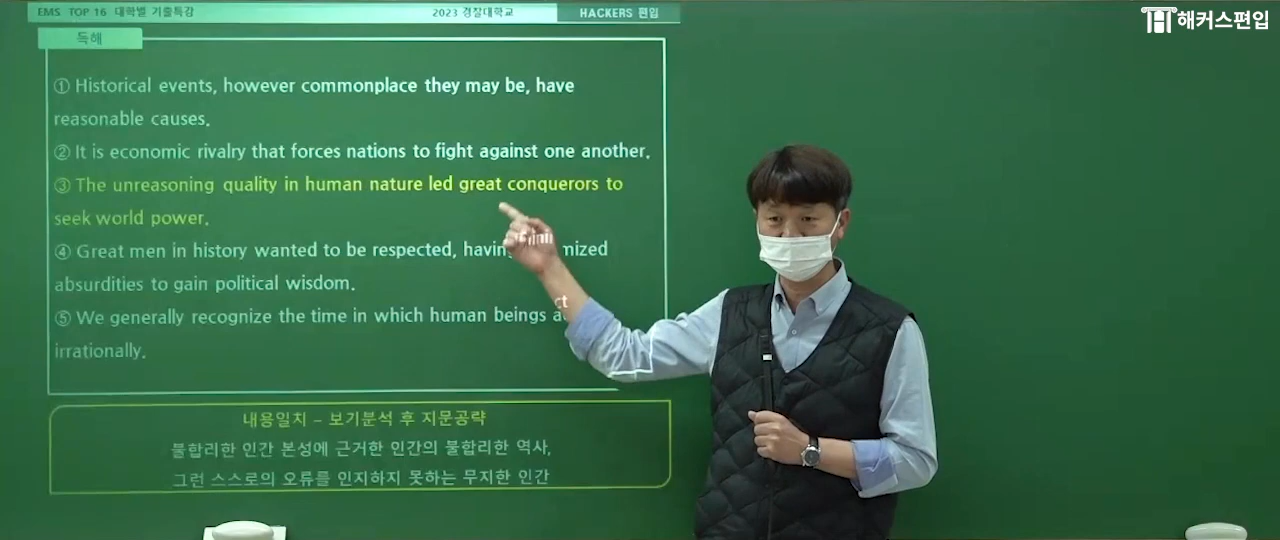 EMS TOP 16 대학별 기출특강
2023 경찰대학교
HACKERS 편입
해커스편입
독해
① Historical events, however commonplace they may be, have
reasonable causes.
② It is economic rivalry that forces nations to fight against one another.
③ The unreasoning quality in human nature led great conquerors to
seek world power.
④ Great men in history wanted to be respected, having mized
absurdities to gain political wisdom.
⑤ We generally recognize the time in which human beings act
irrationally.
내용일치 – 보기분석 후 지문공략
불합리한 인간 본성에 근거한 인간의 불합리한 역사,
그런 스스로의 오류를 인지하지 못하는 무지한 인간